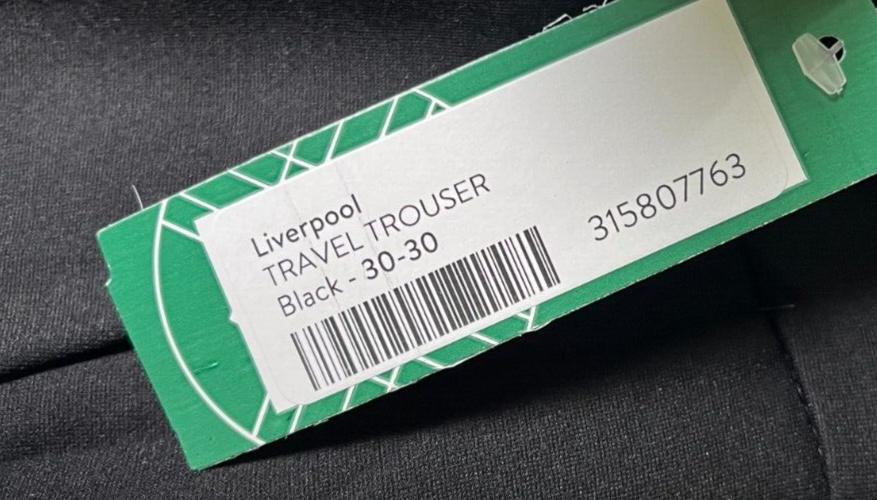 Liverpool
TRAVEL TROUSER
Black - 30-30
315807763